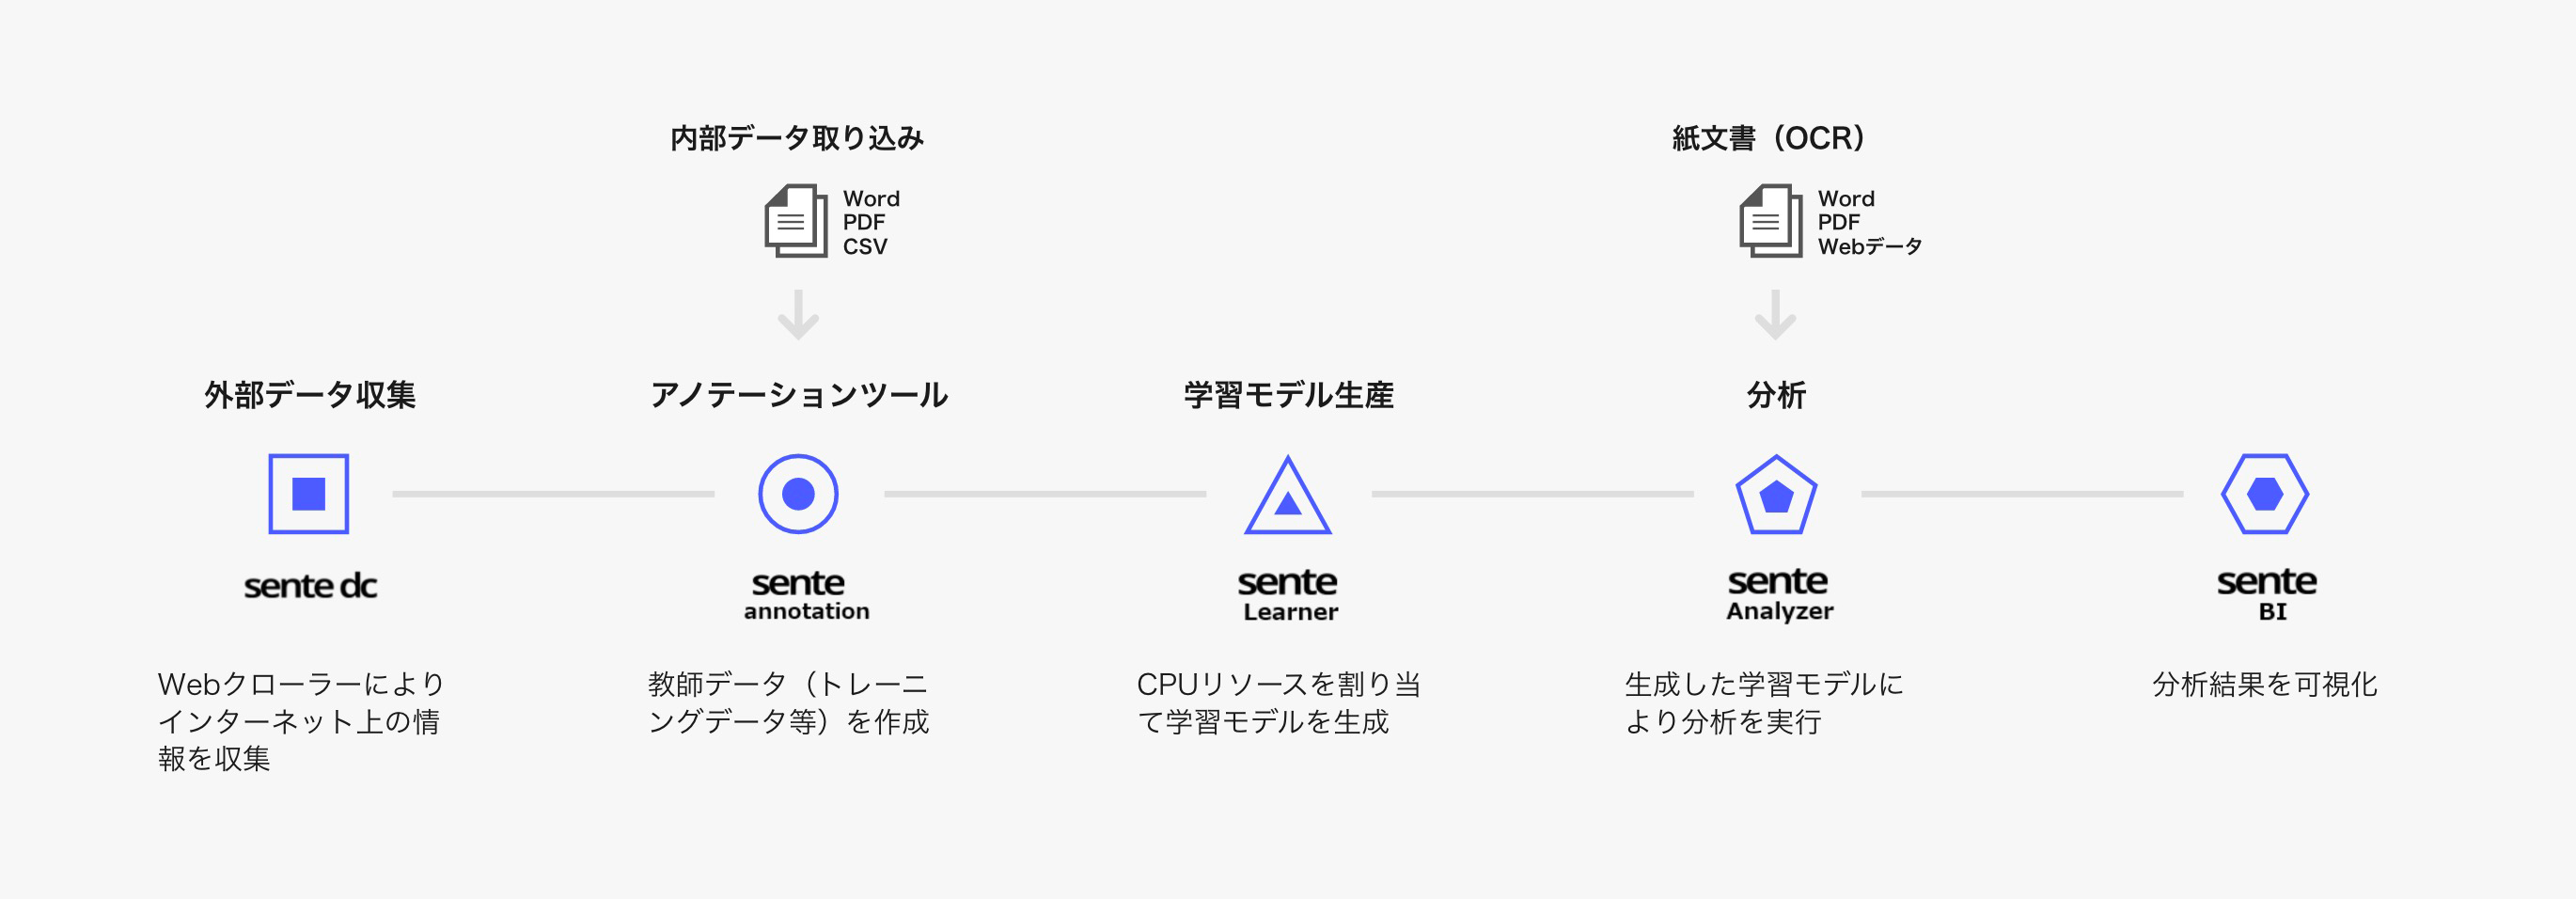 内部データ取り込み
Word
PDF
CSV
紙文書（OCR）
Word
PDF
Webデータ
外部データ収集
アノテーションツール
学習モデル生産
分析
sente dc
sente
annotation
sente
Learner
sente
Analyzer
sente
BI
Webクローラーにより
インターネット上の情
報を収集
教師データ（トレーニ
ングデータ等）を作成
CPUリソースを割り当
て学習モデルを生成
生成した学習モデルに
より分析を実行
分析結果を可視化